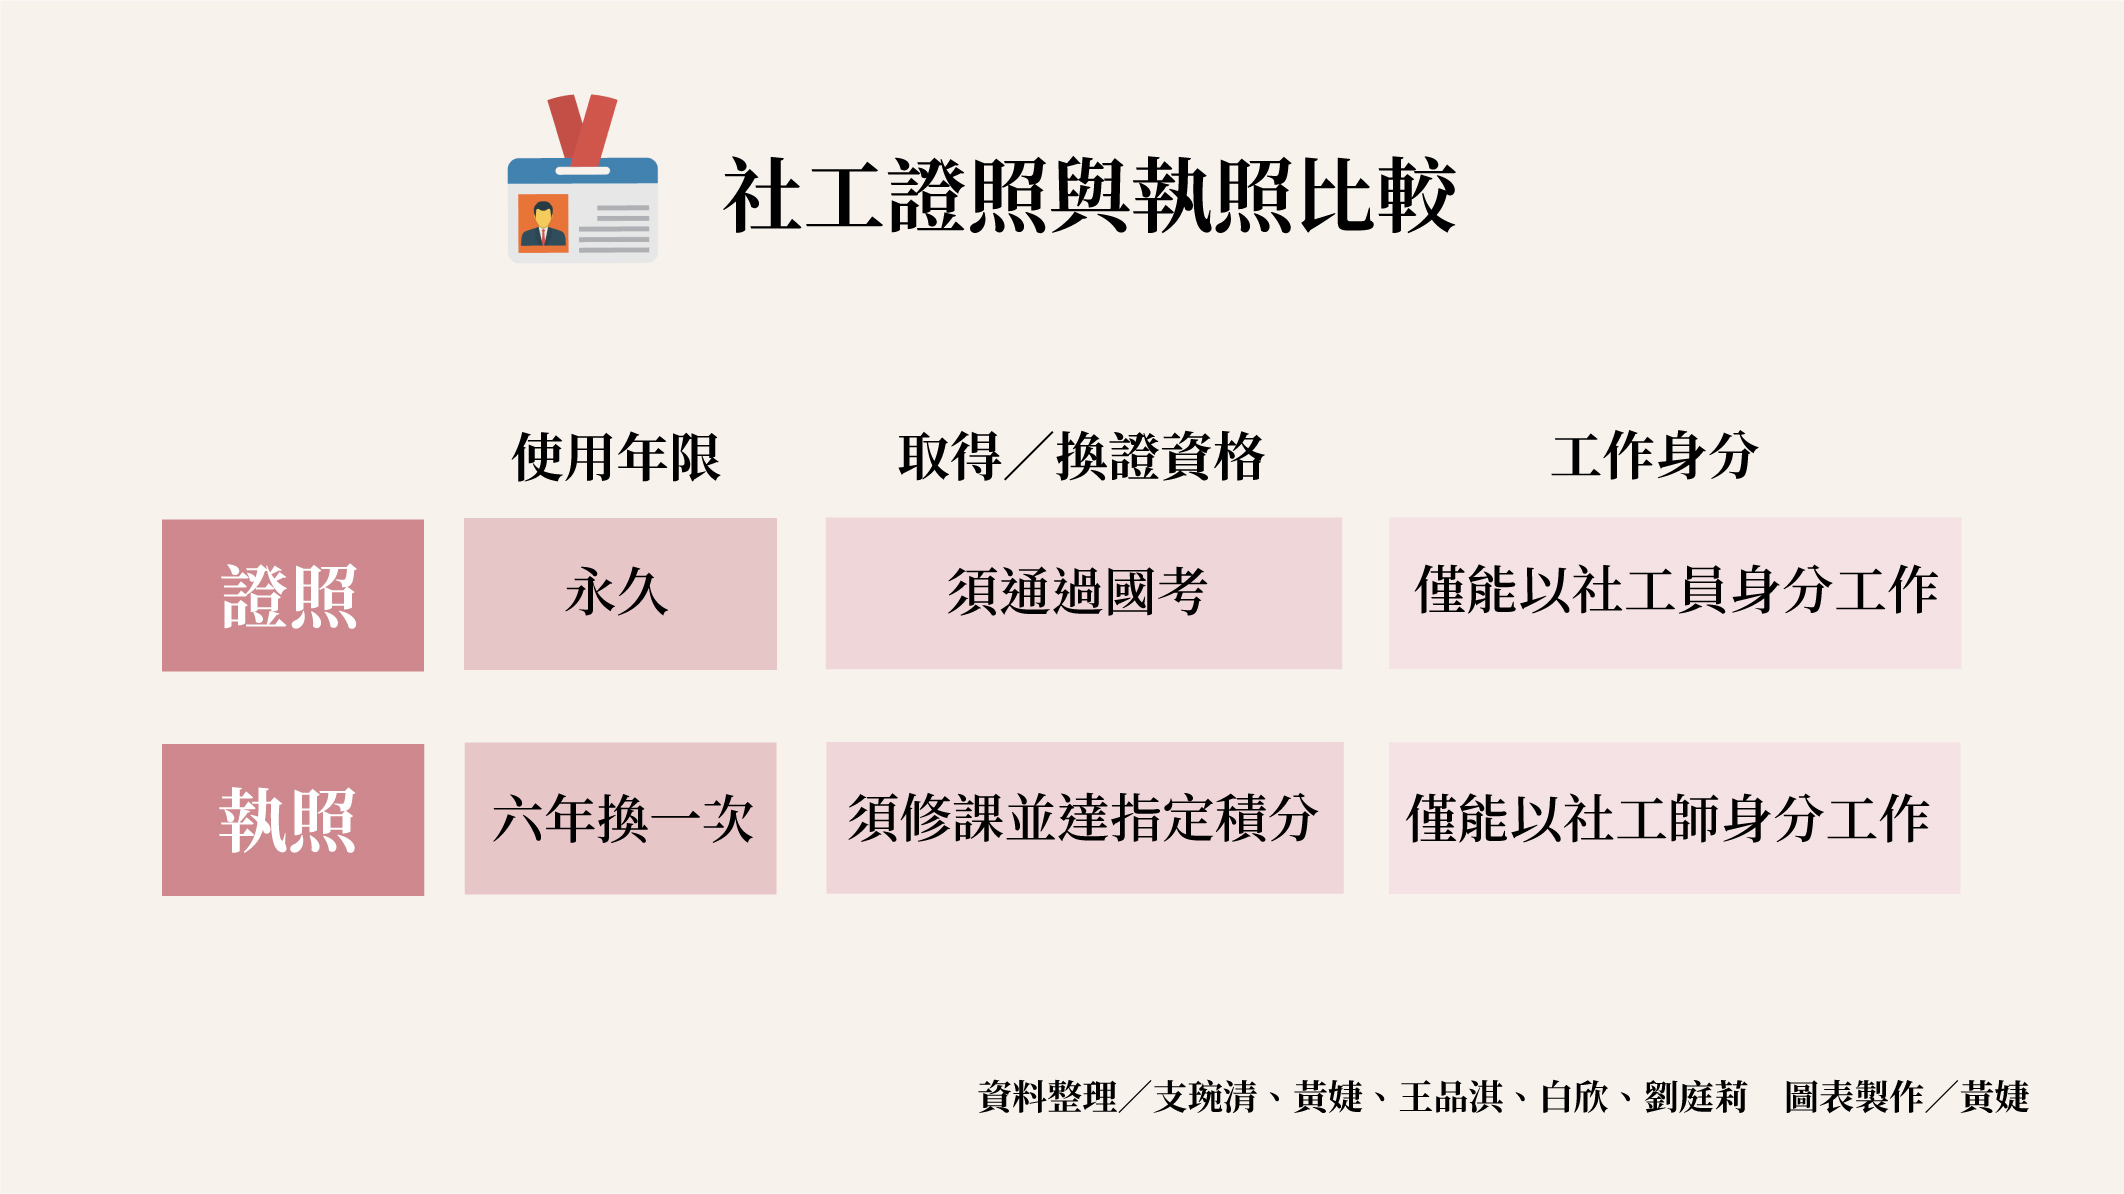 社工證照與執照比較
使用年限 取得／換證資格 工作身分
證照 永久 須通過國考 僅能以社工員身分工作
執照 六年換一次 須修課並達指定積分 僅能以社工師身分工作
資料整理／支琬清、黃婕、王品淇、白欣、劉庭莉　圖表製作／黃婕